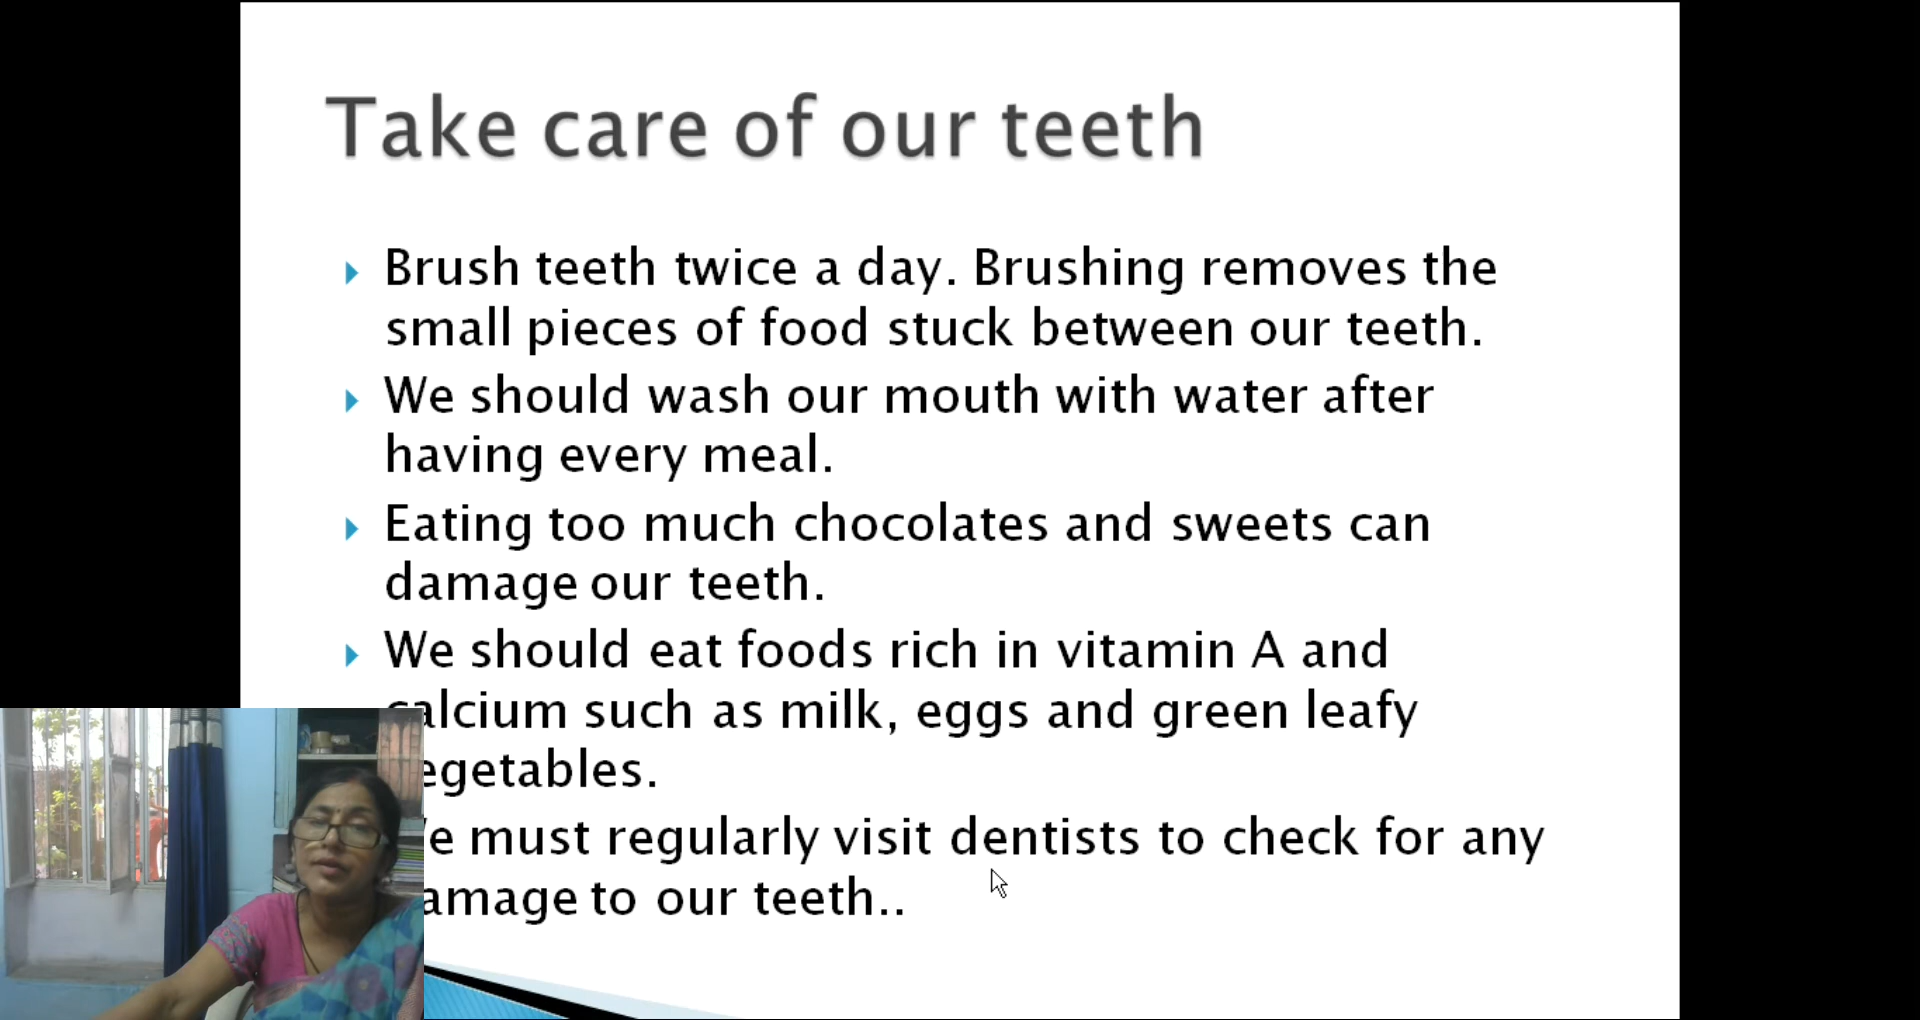 Take care of our teeth
Brush teeth twice a day. Brushing removes the
small pieces of food stuck between our teeth.
We should wash our mouth with water after
having every meal.
Eating too much chocolates and sweets can
damage our teeth.
We should eat foods rich in vitamin A and
calcium such as milk, eggs and green leafy
egetables.
e must regularly visit dentists to check for any
amage to our teeth..